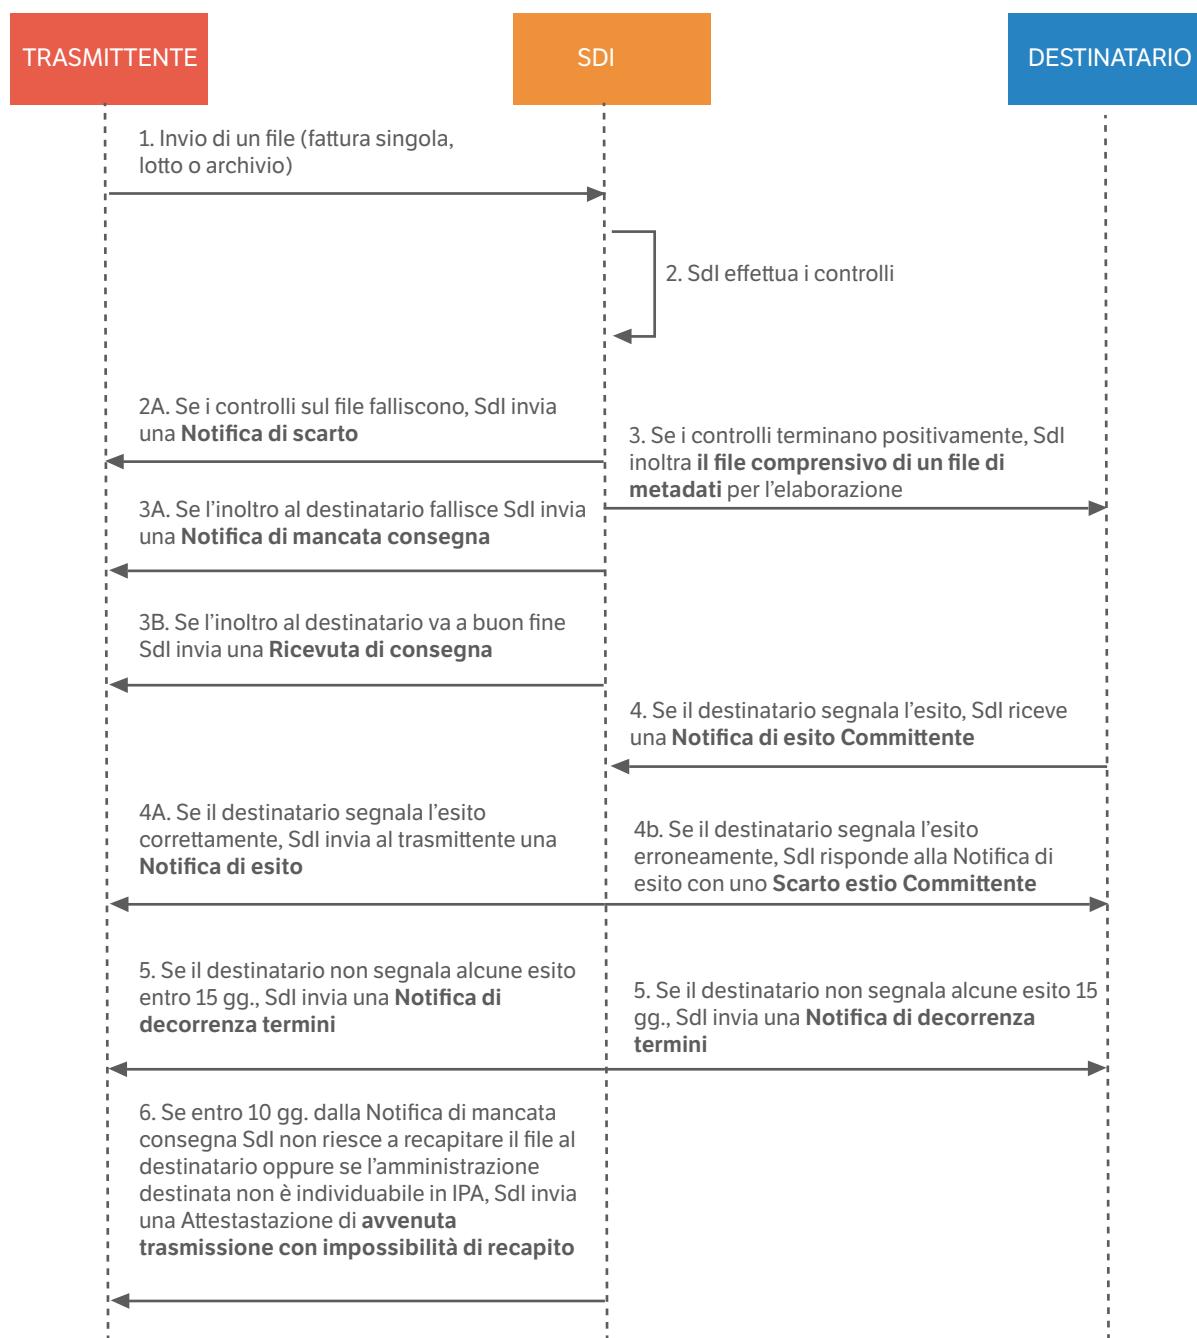 TRASMITTENTE
SDI
DESTINATARIO
1. Invio di un file (fattura singola,
lotto o archivio)
2. SdI effettua i controlli
2A. Se i controlli sul file falliscono, SdI invia
una Notifica di scarto
3. Se i controlli terminano positivamente, SdI
inoltra il file comprensivo di un file di
metadati per l'elaborazione
3A. Se l'inoltro al destinatario fallisce SdI invia
una Notifica di mancata consegna
3B. Se l'inoltro al destinatario va a buon fine
SdI invia una Ricevuta di consegna
4. Se il destinatario segnala l'esito, SdI riceve
una Notifica di esito Committente
4A. Se il destinatario segnala l'esito
correttamente, SdI invia al trasmittente una
Notifica di esito
4b. Se il destinatario segnala l'esito
erroneamente, SdI risponde alla Notifica di
esito con uno Scarto estio Committente
5. Se il destinatario non segnala alcune esito
entro 15 gg., SdI invia una Notifica di
decorrenza termini
5. Se il destinatario non segnala alcune esito 15
gg., SdI invia una Notifica di decorrenza
termini
6. Se entro 10 gg. dalla Notifica di mancata
consegna SdI non riesce a recapitare il file al
destinatario oppure se l'amministrazione
destinata non è individuabile in IPA, SdI invia
una Attestastazione di avvenuta
trasmissione con impossibilità di recapito